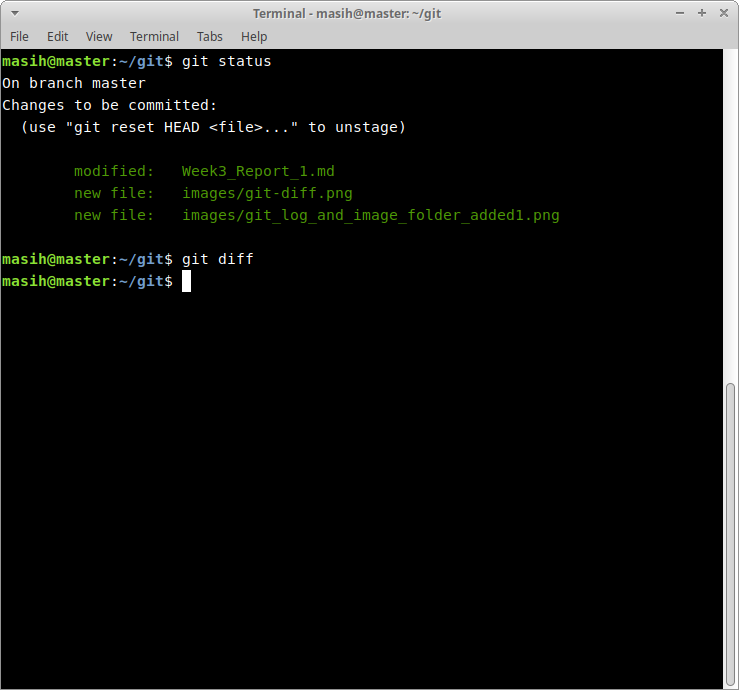 Terminal - masih@master: ~/git
File Edit View Terminal Tabs Help
masih@master:~/git$ git status
On branch master
Changes to be committed:
  (use "git reset HEAD <file>..." to unstage)
        modified:   Week3_Report_1.md
        new file:   images/git-diff.png
        new file:   images/git_log_and_image_folder_added1.png
masih@master:~/git$ git diff
masih@master:~/git$